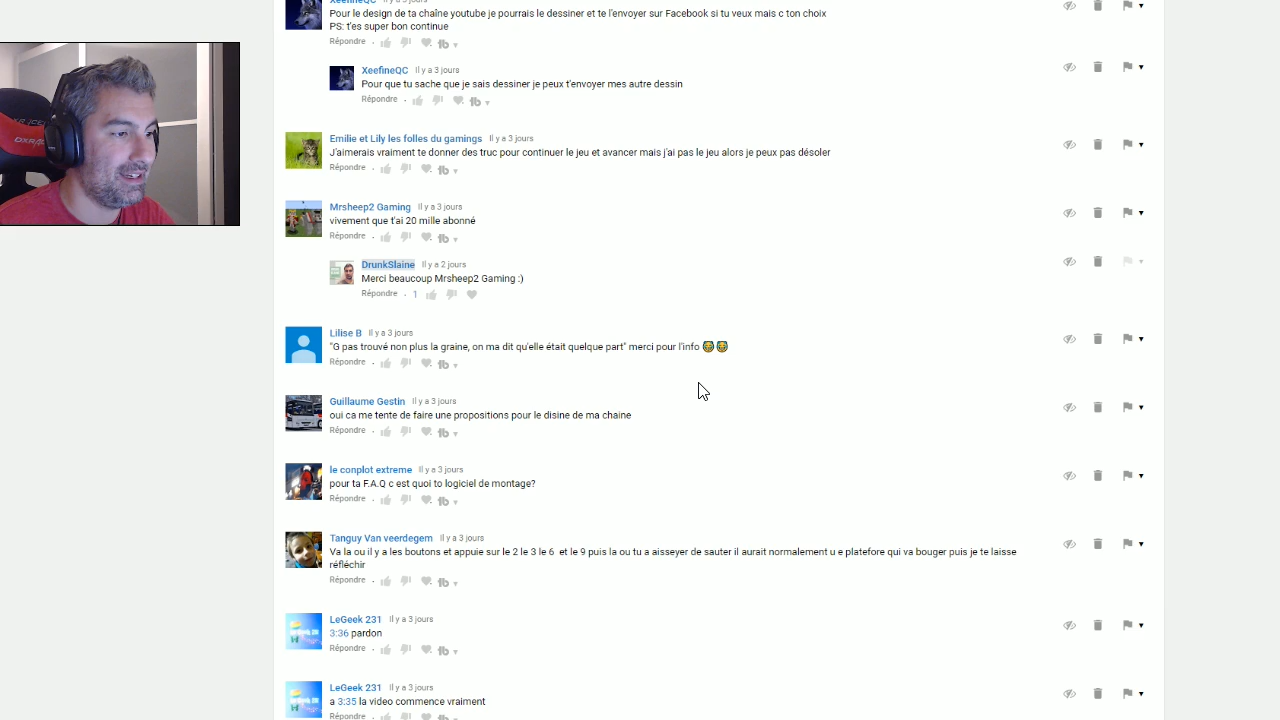 XeefineQC Il y a 3 jours
Pour le design de ta chaîne youtube je pourrais le dessiner et te l'envoyer sur Facebook si tu veux mais c ton choix
PS: t'es super bon continue
Répondre
XeefineQC Il y a 3 jours
Pour que tu sache que je sais dessiner je peux t'envoyer mes autre dessin
Répondre
Emilie et Lily les folles du gamings Il y a 3 jours
J'aimerais vraiment te donner des truc pour continuer le jeu et avancer mais j'ai pas le jeu alors je peux pas désoler
Répondre
Mrsheep2 Gaming Il y a 3 jours
vivement que t'ai 20 mille abonné
Répondre
DrunkSlaine Il y a 2 jours
Merci beaucoup Mrsheep2 Gaming :)
Répondre · 1
Lilise B Il y a 3 jours
"G pas trouvé non plus la graine, on ma dit qu'elle était quelque part" merci pour l'info
Répondre
Guillaume Gestin Il y a 3 jours
oui ca me tente de faire une propositions pour le disine de ma chaine
Répondre
le conplot extreme Il y a 3 jours
pour ta F.A.Q c est quoi to logiciel de montage?
Répondre
Tanguy Van veerdegem Il y a 3 jours
Va la ou il y a les boutons et appuie sur le 2 le 3 le 6 et le 9 puis la ou tu a aisseyer de sauter il aurait normalement u e platefore qui va bouger puis je te laisse
réfléchir
Répondre
LeGeek 231 Il y a 3 jours
3:36 pardon
Répondre
LeGeek 231 Il y a 3 jours
a 3:35 la video commence vraiment
Répondre